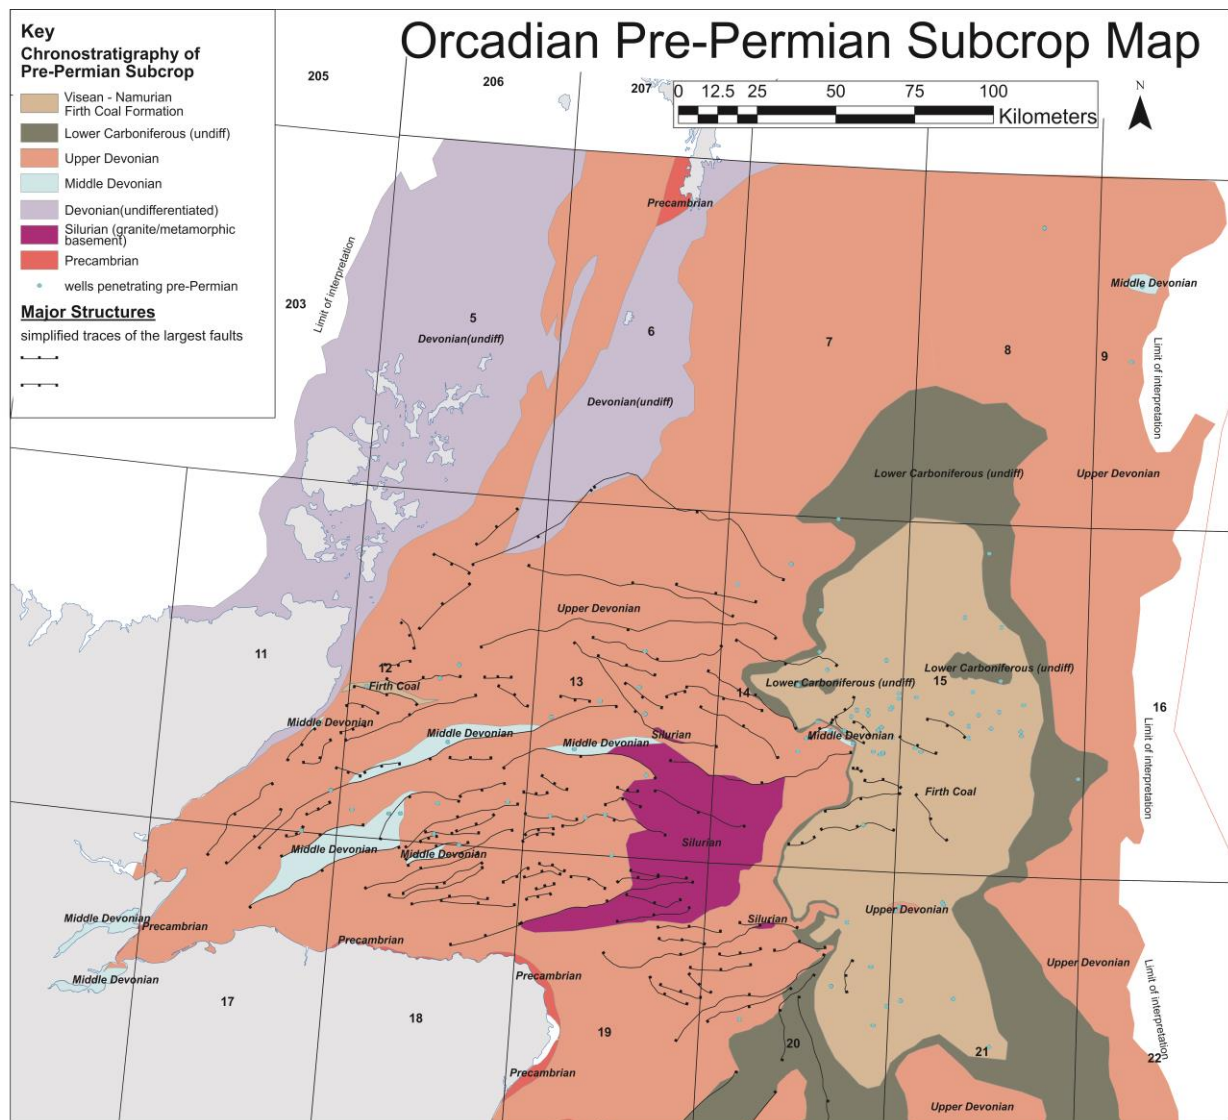 Orcadian Pre-Permian Subcrop Map
Key
Chronostratigraphy of
Pre-Permian Subcrop
Visean - Namurian
Firth Coal Formation
Lower Carboniferous (undiff)
Upper Devonian
Middle Devonian
Devonian(undifferentiated)
Silurian (granite/metamorphic
basement)
Precambrian
wells penetrating pre-Permian
Major Structures
simplified traces of the largest faults
205
206
207
0 12.5 25 50 75 100
Kilometers
N
Precambrian
203
Limit of interpretation
5
Devonian(undiff)
6
Devonian(undiff)
7
8
9
Middle Devonian
Limit of interpretation
Lower Carboniferous (undiff)
Upper Devonian
Upper Devonian
11
12
Firth Coal
13
14
Lower Carboniferous (undiff)
Lower Carboniferous (undiff)
15
16
Middle Devonian
Middle Devonian
Middle Devonian
Silurian
Middle Devonian
Limit of interpretation
Firth Coal
Silurian
Middle Devonian
Middle Devonian
Middle Devonian
Precambrian
Precambrian
Silurian
Upper Devonian
Middle Devonian
Precambrian
Upper Devonian
Limit of interpretation
17
18
19
20
21
22
Precambrian
Upper Devonian